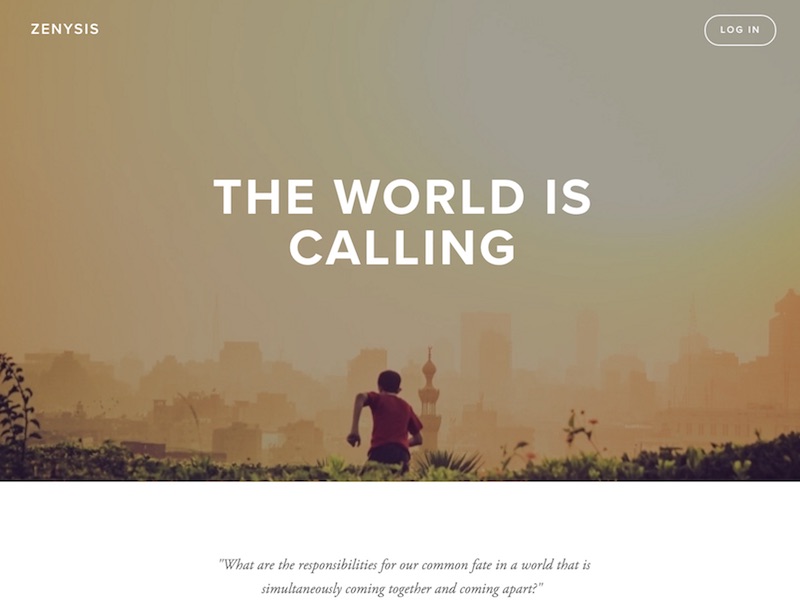 ZENYSIS
LOG IN
THE WORLD IS
CALLING
"What are the responsibilities for our common fate in a world that is
simultaneously coming together and coming apart?"